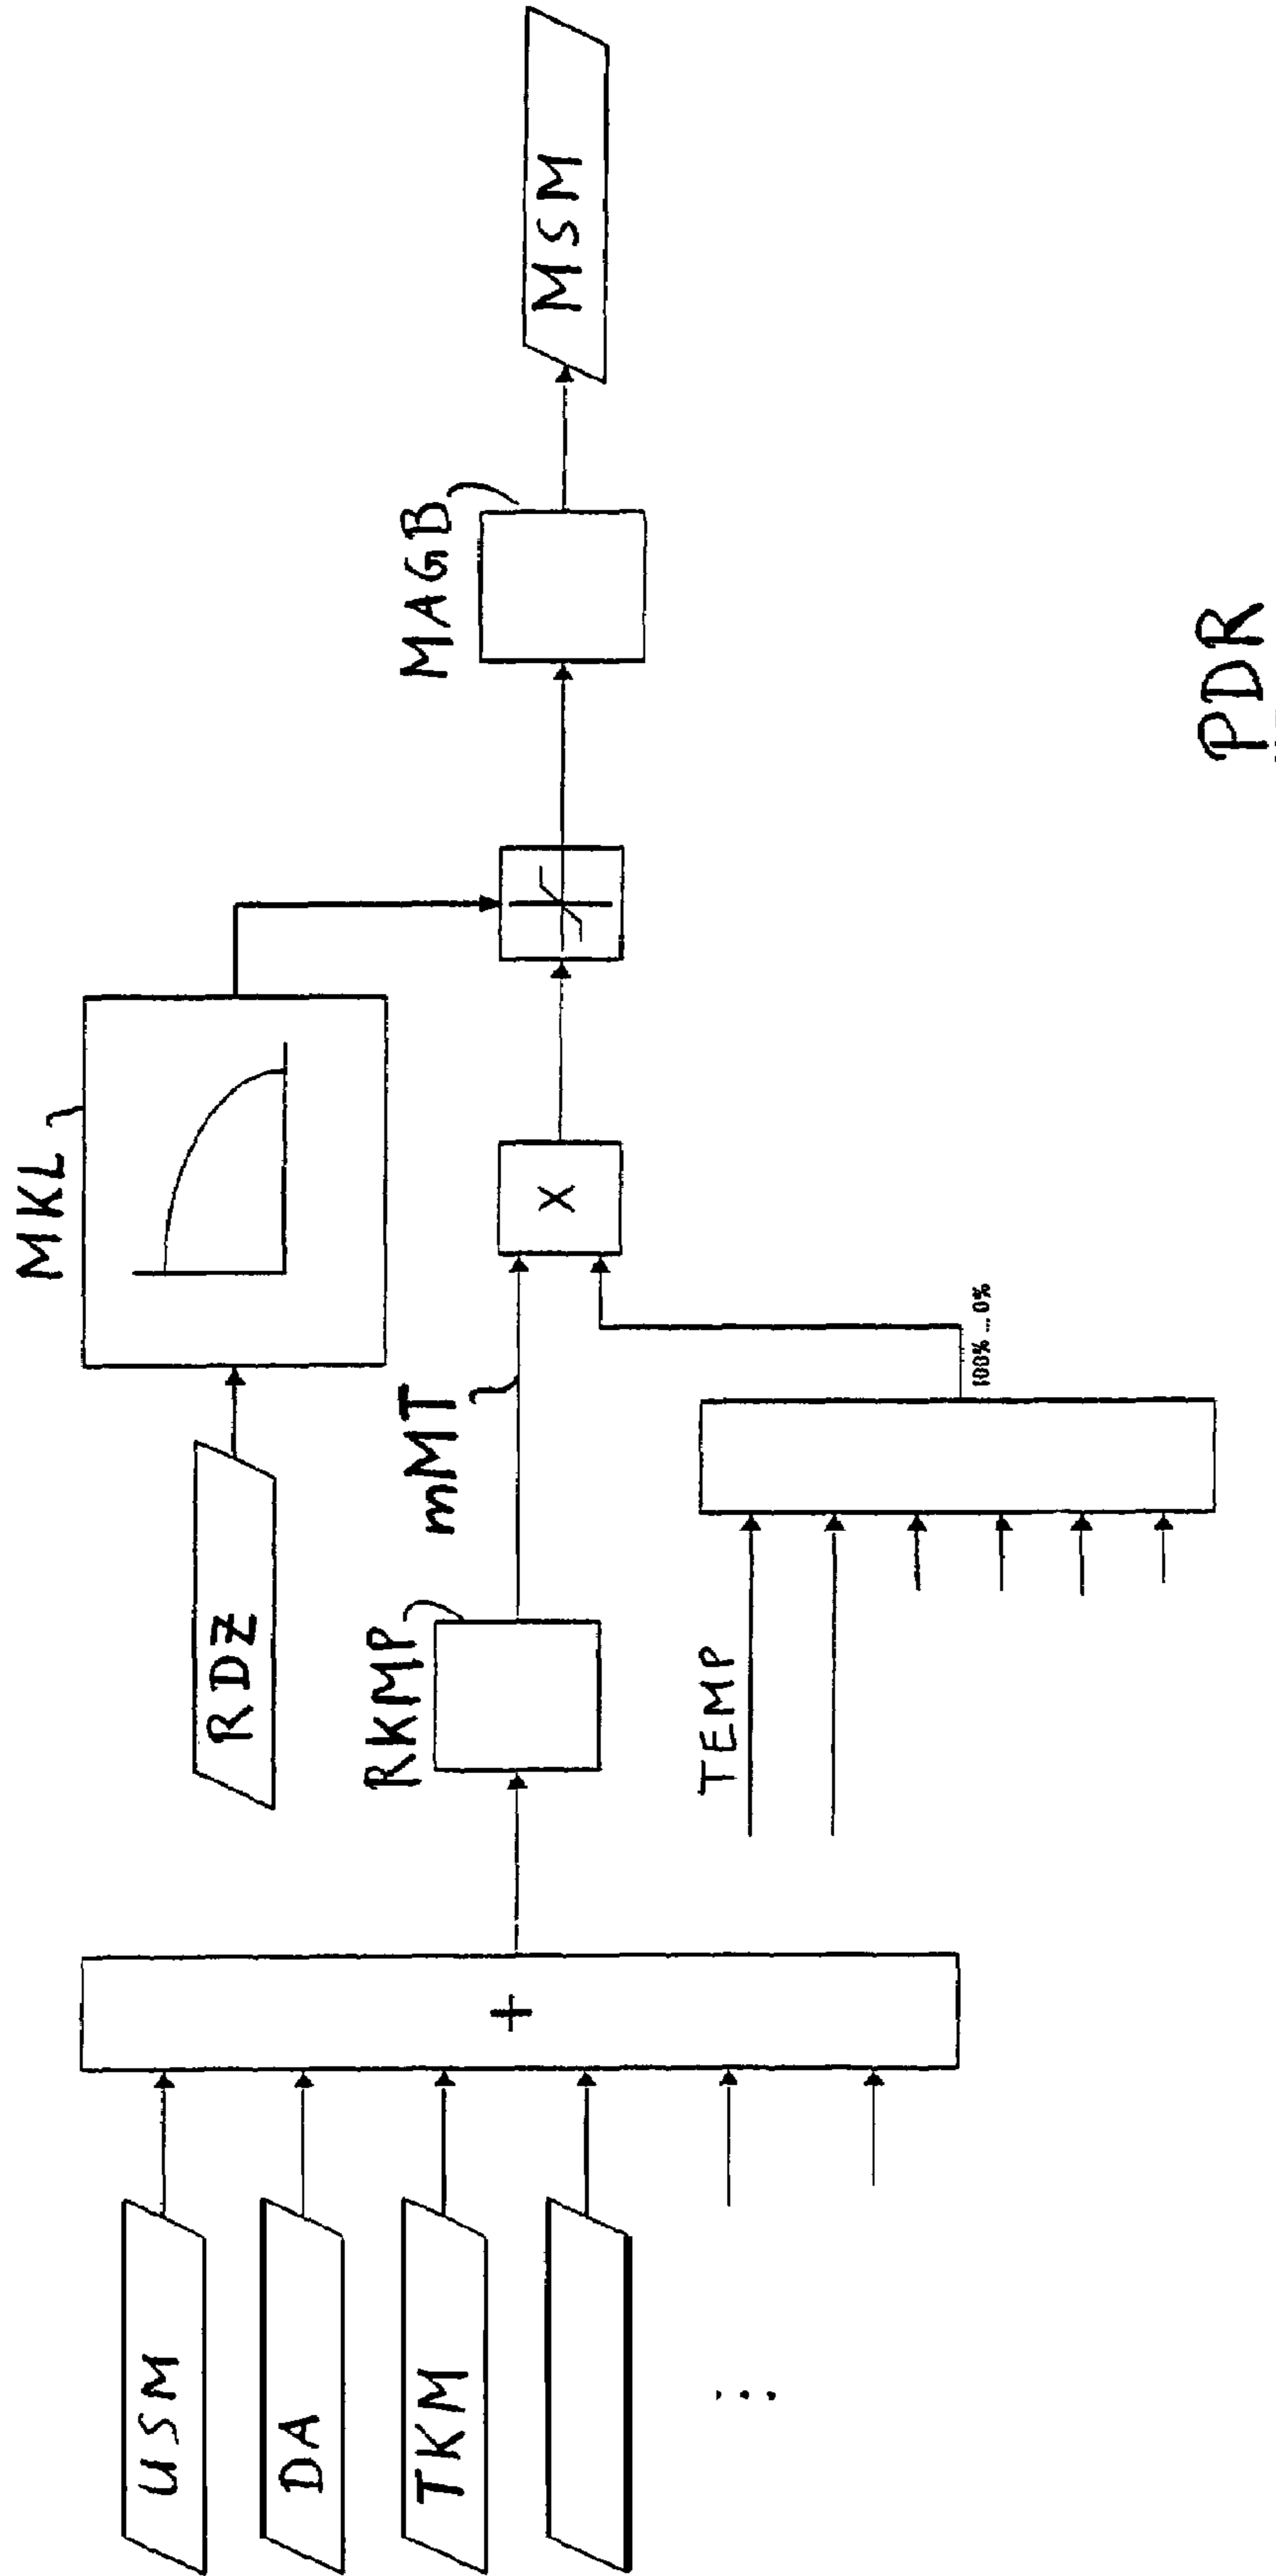 USM
DA
TKM
...
+
RDZ
RKMP
mMT
TEMP
MKL
100% ... 0%
X
MAGB
MSM
PDR